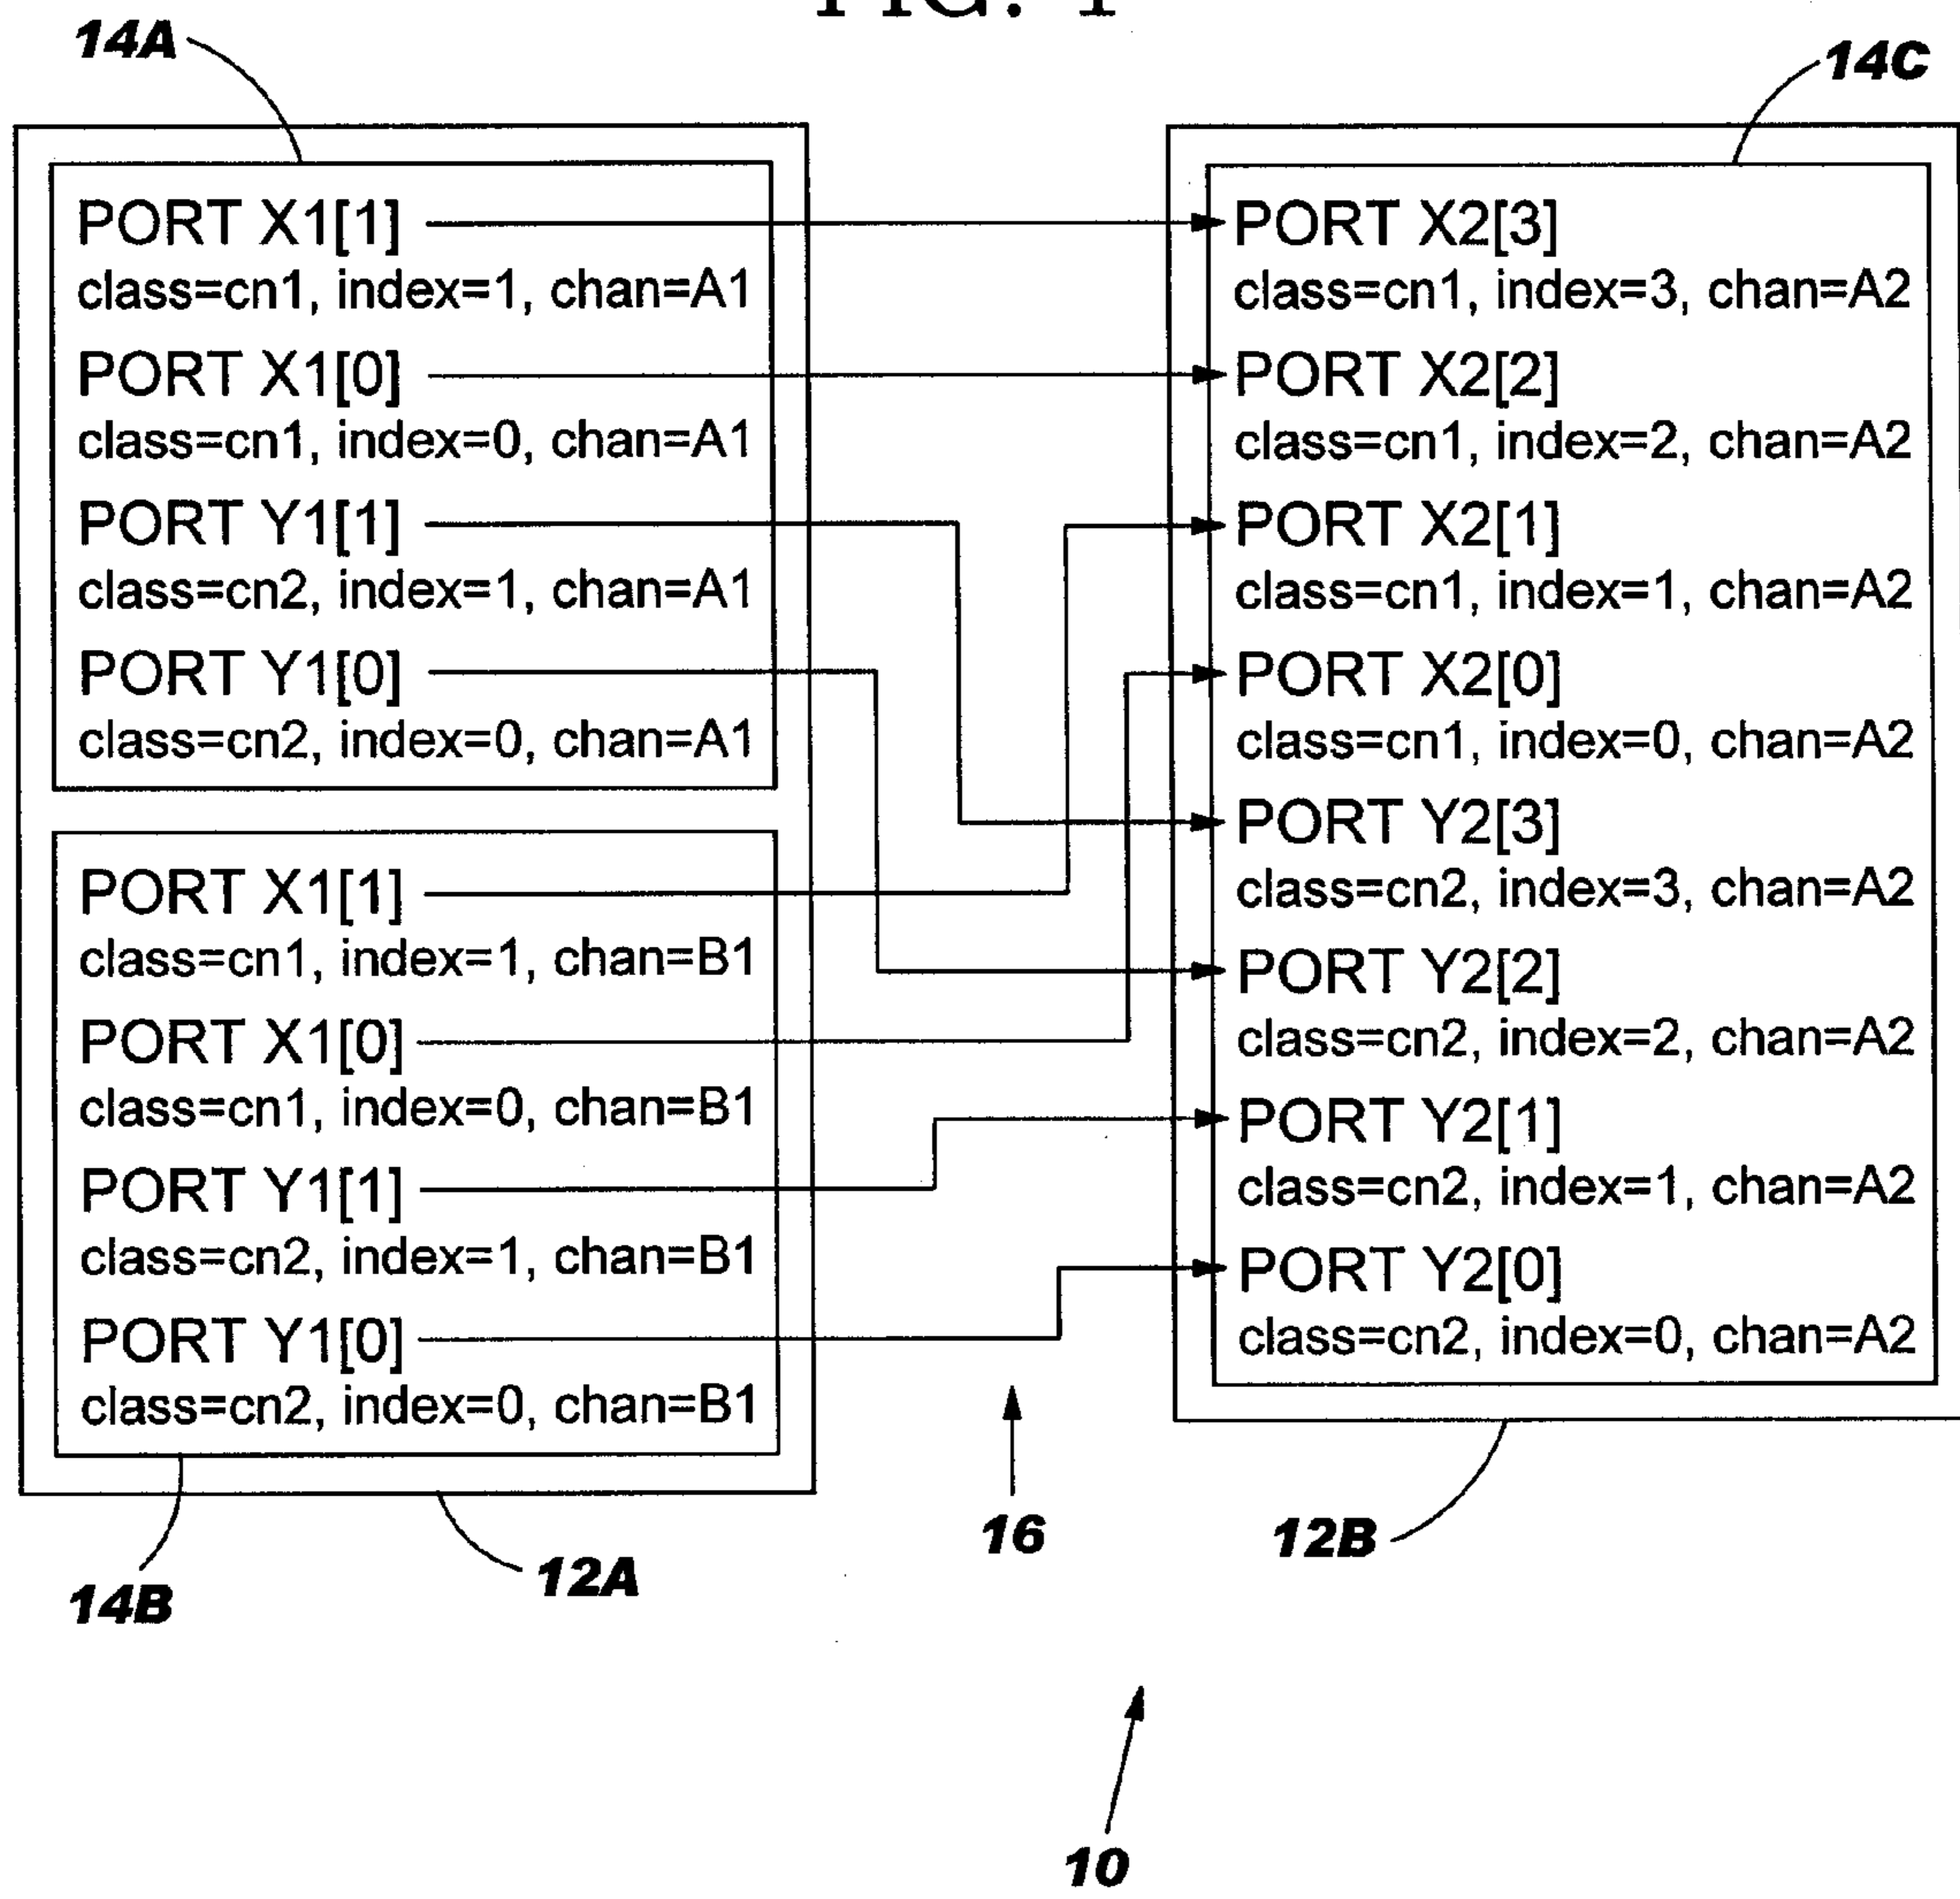 FIG. 1
14A
14C
PORT X1[1]
class=cn1, index=1, chan=A1
PORT X1[0]
class=cn1, index=0, chan=A1
PORT Y1[1]
class=cn2, index=1, chan=A1
PORT Y1[0]
class=cn2, index=0, chan=A1
PORT X1[1]
class=cn1, index=1, chan=B1
PORT X1[0]
class=cn1, index=0, chan=B1
PORT Y1[1]
class=cn2, index=1, chan=B1
PORT Y1[0]
class=cn2, index=0, chan=B1
PORT X2[3]
class=cn1, index=3, chan=A2
PORT X2[2]
class=cn1, index=2, chan=A2
PORT X2[1]
class=cn1, index=1, chan=A2
PORT X2[0]
class=cn1, index=0, chan=A2
PORT Y2[3]
class=cn2, index=3, chan=A2
PORT Y2[2]
class=cn2, index=2, chan=A2
PORT Y2[1]
class=cn2, index=1, chan=A2
PORT Y2[0]
class=cn2, index=0, chan=A2
14B
12A
16
12B
10